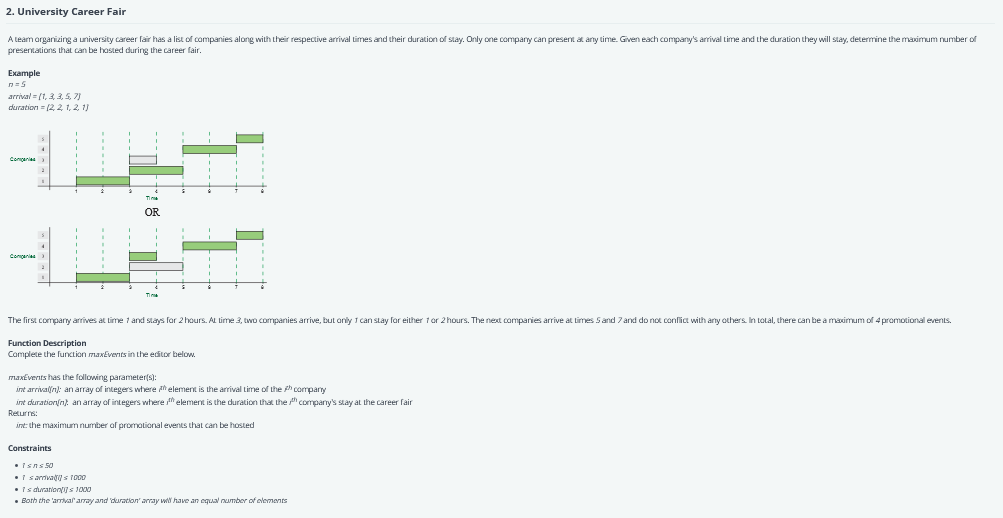 2. University Career Fair
A team organizing a university career fair has a list of companies along with their respective arrival times and their duration of stay. Only one company can present at any time. Given each company's arrival time and the duration they will stay, determine the maximum number of
presentations that can be hosted during the career fair.
Example
n = 5
arrival = [1, 3, 3, 5, 7]
duration = [2, 2, 1, 2, 1]
5
4
Companies 3
2
1
1 2 3 4 5 6 7 8
Time
OR
5
4
Companies 3
2
1
1 2 3 4 5 6 7 8
Time
The first company arrives at time 1 and stays for 2 hours. At time 3, two companies arrive, but only 1 can stay for either 1 or 2 hours. The next companies arrive at times 5 and 7 and do not conflict with any others. In total, there can be a maximum of 4 promotional events.
Function Description
Complete the function maxEvents in the editor below.
maxEvents has the following parameter(s):
int arrival[n]: an array of integers where ith element is the arrival time of the ith company
int duration[n]: an array of integers where ith element is the duration that the ith company's stay at the career fair
Returns:
int: the maximum number of promotional events that can be hosted
Constraints
• 1 ≤ n ≤ 50
• 1 ≤ arrival[i] ≤ 1000
• 1 ≤ duration[i] ≤ 1000
• Both the 'arrival' array and 'duration' array will have an equal number of elements